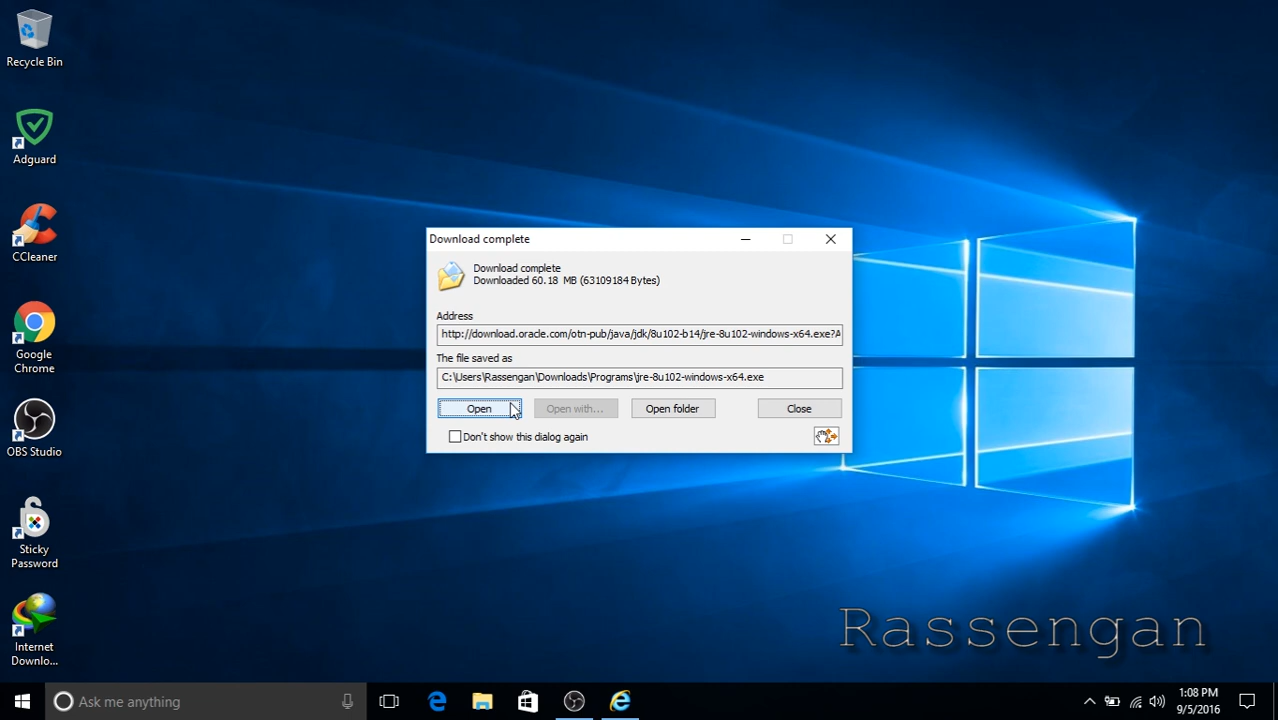 Recycle Bin
Adguard
CCleaner
Google
Chrome
OBS Studio
Sticky
Password
Internet
Downlo...
Download complete
Download complete
Downloaded 60.18 MB (63109184 Bytes)
Address
http://download.oracle.com/otn-pub/java/jdk/8u102-b14/jre-8u102-windows-x64.exe?A
The file saved as
C:\Users\Rassengan\Downloads\Programs\jre-8u102-windows-x64.exe
Open
Open with...
Open folder
Close
Don't show this dialog again
Rassengan
Ask me anything
1:08 PM
9/5/2016